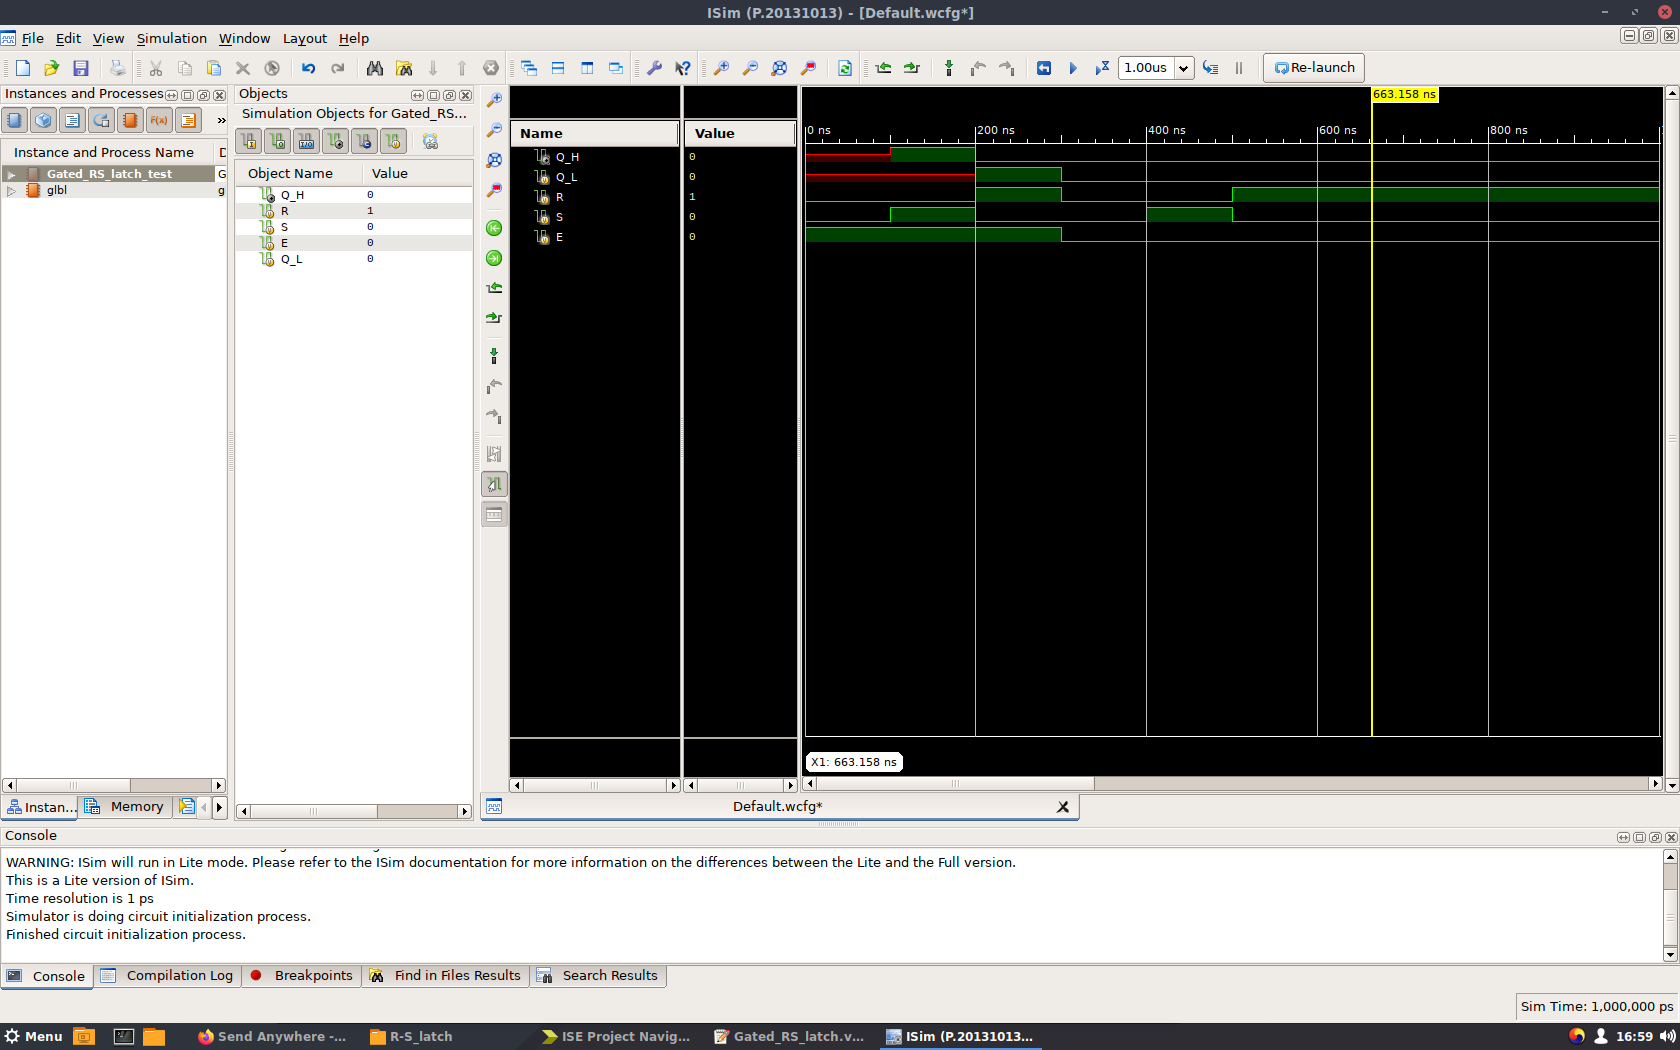 ISim (P.20131013) - [Default.wcfg*]
File Edit View Simulation Window Layout Help
1.00us
Re-launch
Instances and Processes
»
Instance and Process Name D
Gated_RS_latch_test G
glbl g
Instan...
Memory
Objects
Simulation Objects for Gated_RS...
Object Name Value
Q_H 0
R 1
S 0
E 0
Q_L 0
Name Value
Q_H 0
Q_L 0
R 1
S 0
E 0
663.158 ns
0 ns 200 ns 400 ns 600 ns 800 ns
X1: 663.158 ns
Default.wcfg*
Console
WARNING: ISim will run in Lite mode. Please refer to the ISim documentation for more information on the differences between the Lite and the Full version.
This is a Lite version of ISim.
Time resolution is 1 ps
Simulator is doing circuit initialization process.
Finished circuit initialization process.
Console Compilation Log Breakpoints Find in Files Results Search Results
Sim Time: 1,000,000 ps
Menu Send Anywhere -... R-S_latch ISE Project Navig... Gated_RS_latch.v... ISim (P.20131013... 16:59